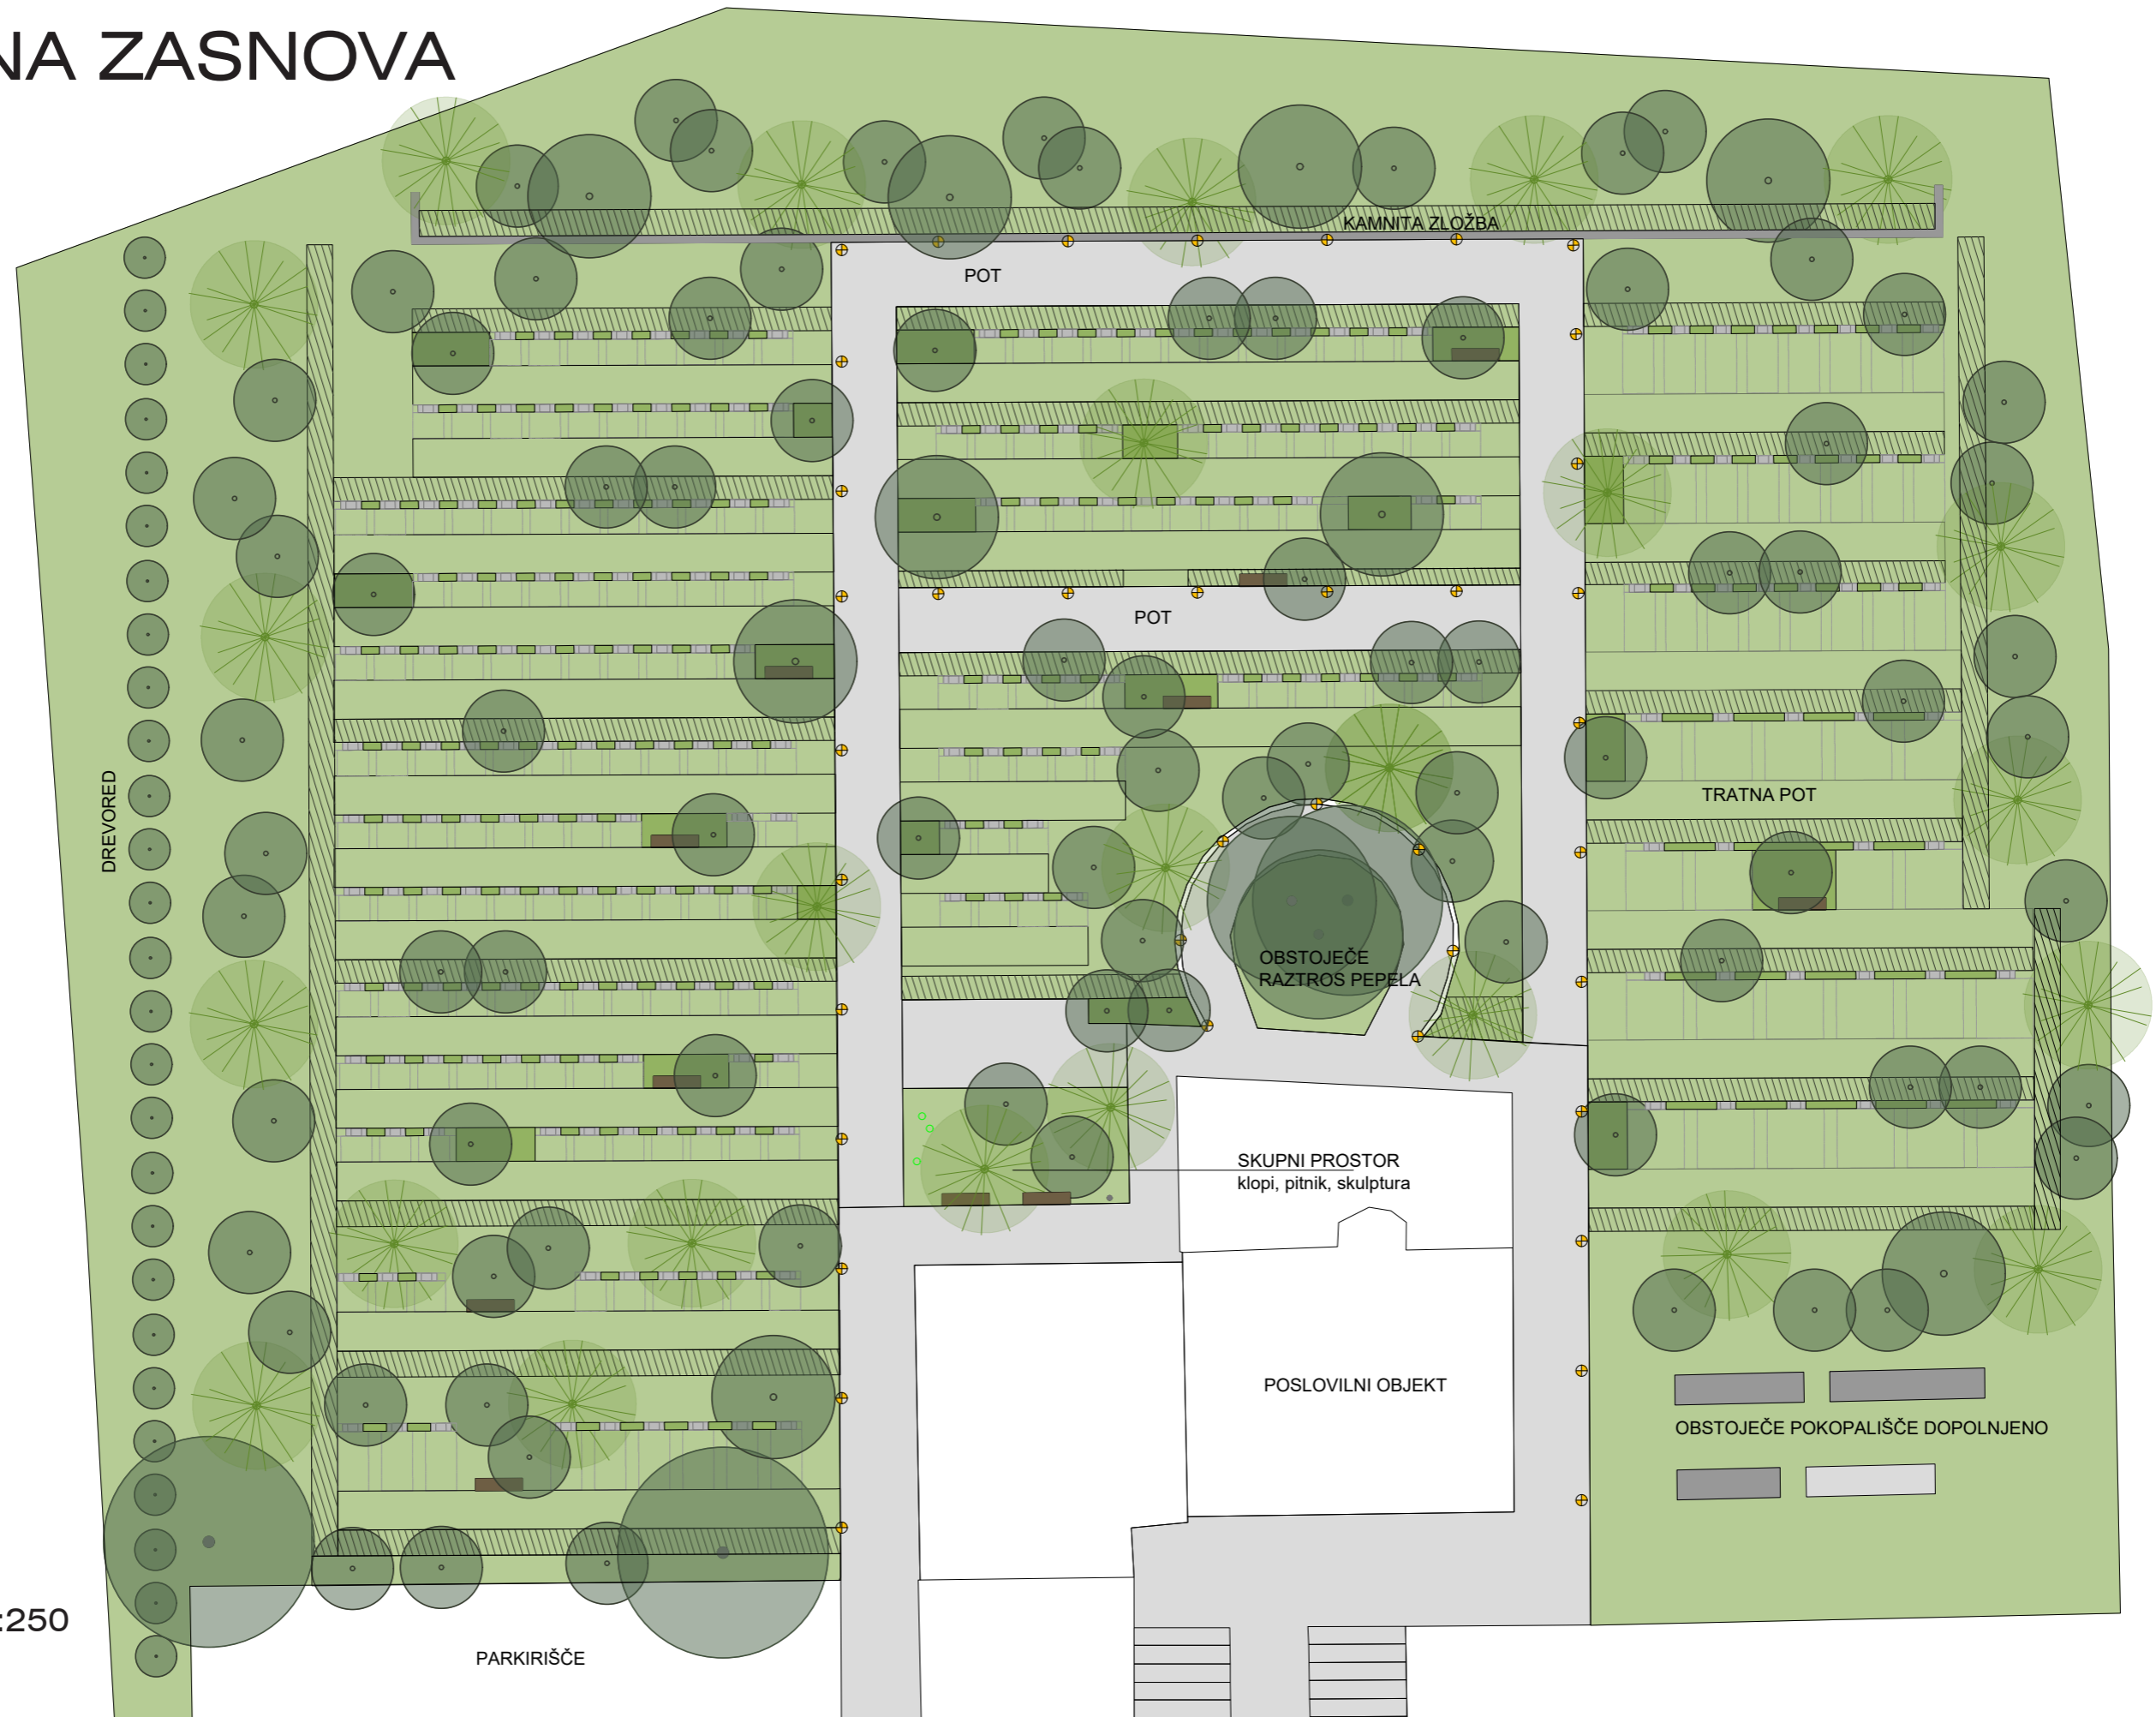 NA ZASNOVA
KAMNITA ZLOŽBA
POT
POT
DREVORED
TRATNA POT
OBSTOJEČE
RAZTROS PEPELA
SKUPNI PROSTOR
klopi, pitnik, skulptura
POSLOVILNI OBJEKT
OBSTOJEČE POKOPALIŠČE DOPOLNJENO
:250
PARKIRIŠČE